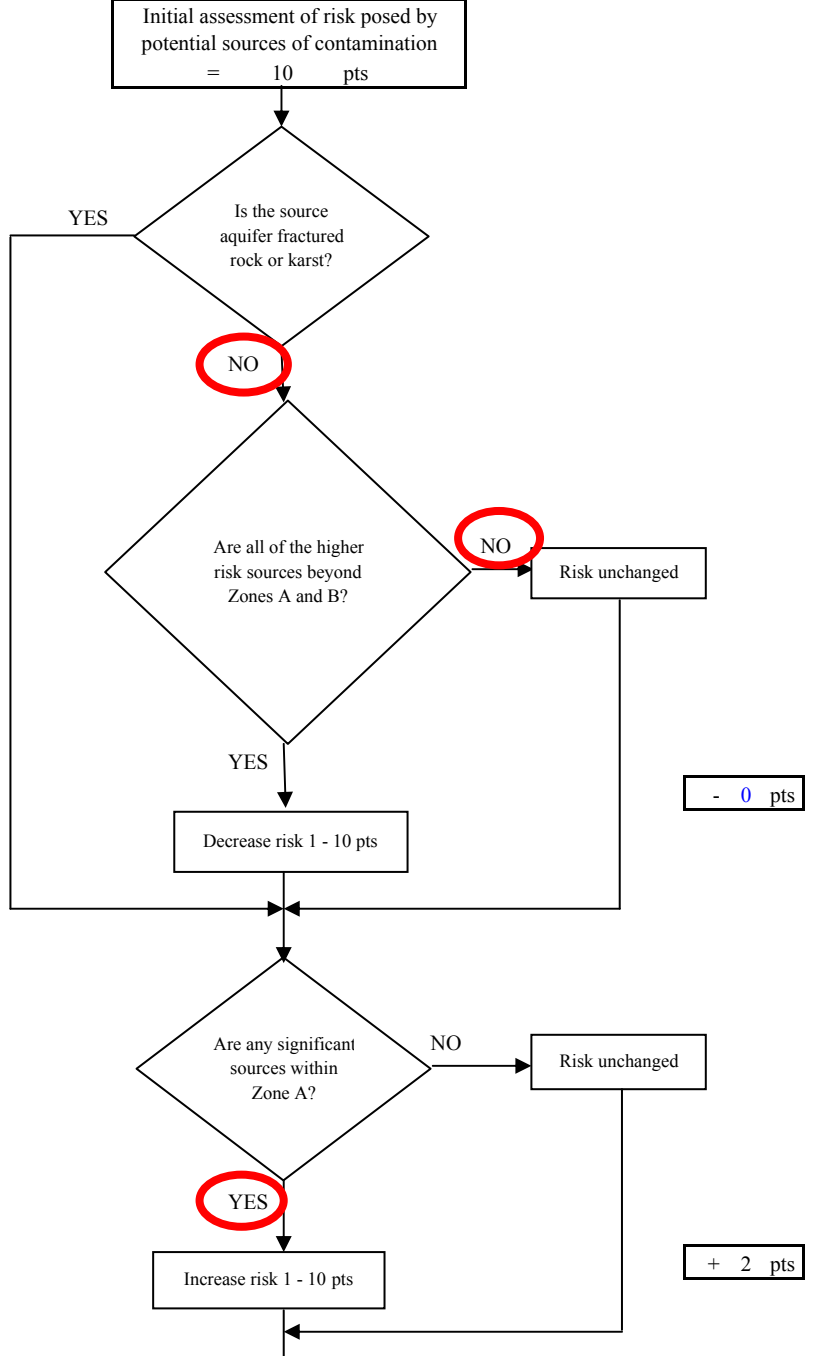 Initial assessment of risk posed by
potential sources of contamination
= 10 pts
YES
Is the source
aquifer fractured
rock or karst?
NO
Are all of the higher
risk sources beyond
Zones A and B?
NO
Risk unchanged
YES
- 0 pts
Decrease risk 1 - 10 pts
Are any significant
sources within
Zone A?
NO
Risk unchanged
YES
+ 2 pts
Increase risk 1 - 10 pts